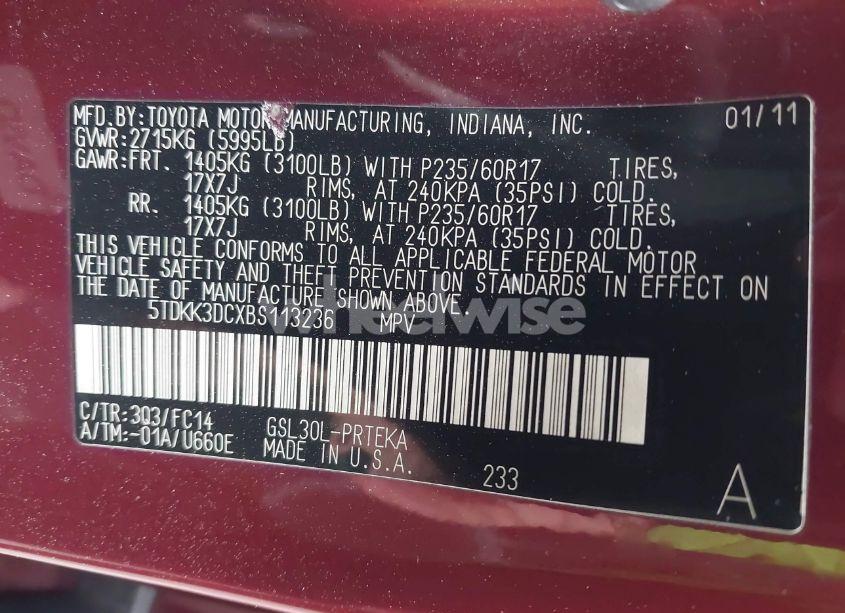 MFD. BY: TOYOTA MOTOR MANUFACTURING, INDIANA, INC. 01/11
GVWR: 2715KG (5995LB)
GAWR: FRT. 1405KG (3100LB) WITH P235/60R17 TIRES,
17X7J RIMS, AT 240KPA (35PSI) COLD.
RR. 1405KG (3100LB) WITH P235/60R17 TIRES,
17X7J RIMS, AT 240KPA (35PSI) COLD.
THIS VEHICLE CONFORMS TO ALL APPLICABLE FEDERAL MOTOR
VEHICLE SAFETY AND THEFT PREVENTION STANDARDS IN EFFECT ON
THE DATE OF MANUFACTURE SHOWN ABOVE.
5TDKK3DCXBS113236 MPV
wheelwise
C/TR: 3Q3/FC14 GSL30L-PRTEKA
A/TM: -01A/U660E MADE IN U.S.A.
233
A